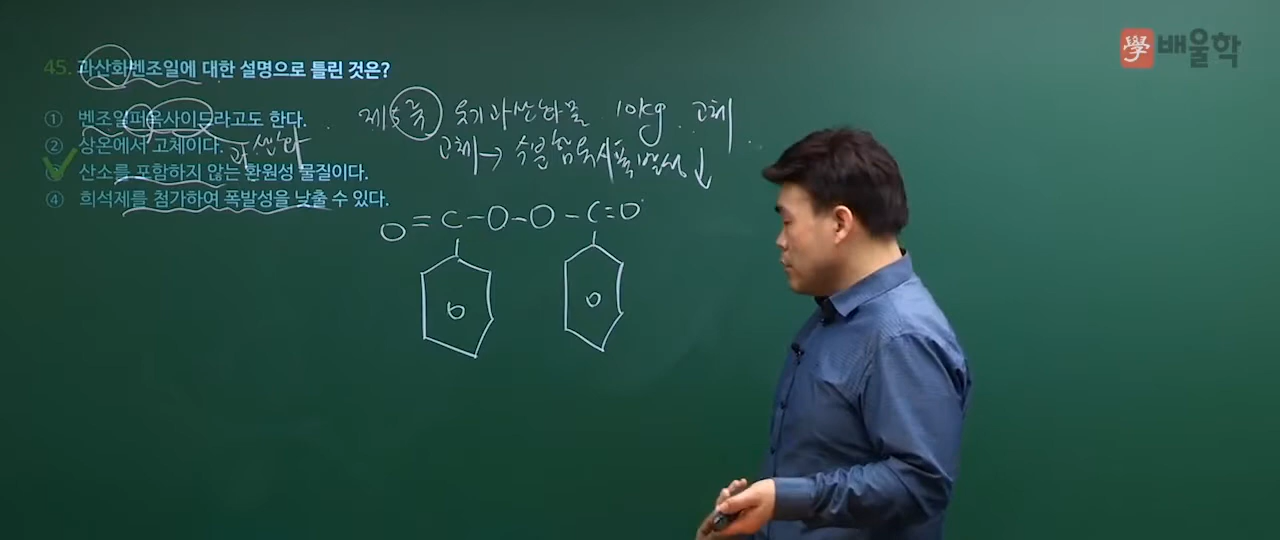 學 배울학
45. 과산화벤조일에 대한 설명으로 틀린 것은?
① 벤조일퍼옥사이드라고도 한다.
② 상온에서 고체이다.
과산화
③ 산소를 포함하지 않는 환원성 물질이다.
④ 희석제를 첨가하여 폭발성을 낮출 수 있다.
제5류 유기과산화물 10kg 고체
고체→ 수분함유시 폭발성↓
O=C-O-O-C=O